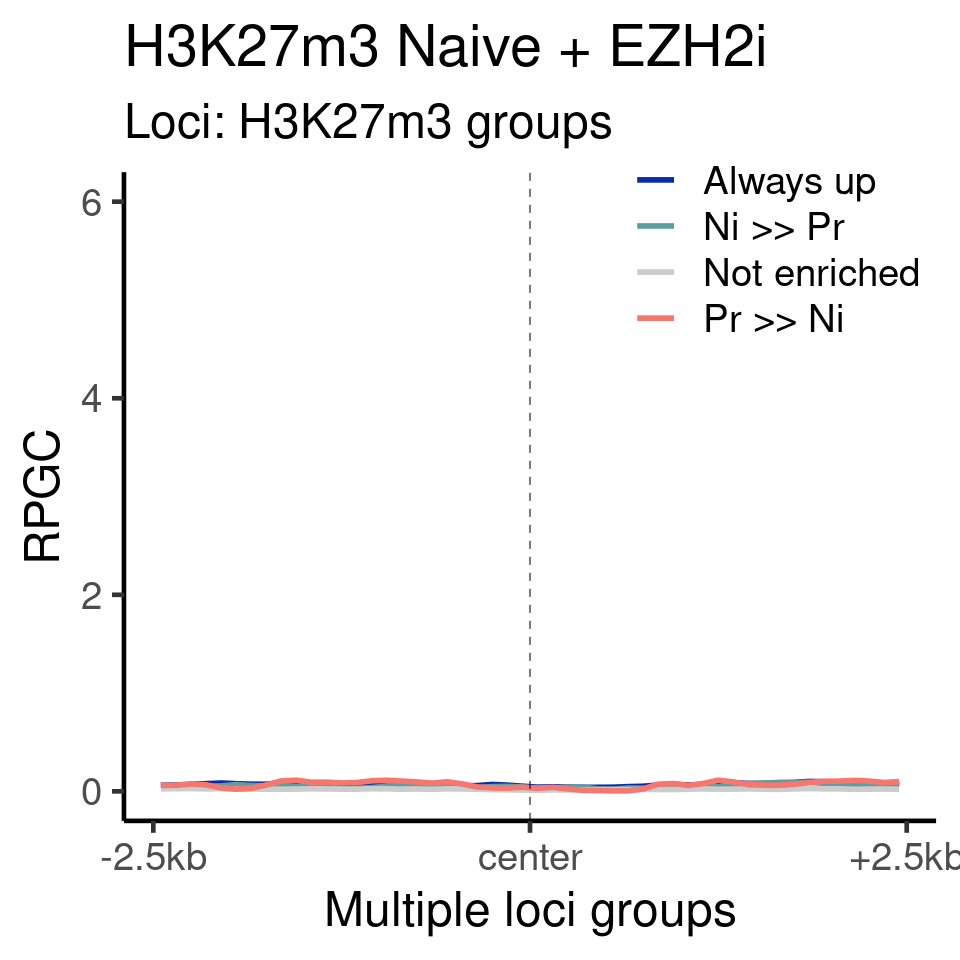 H3K27m3 Naive + EZH2i
Loci: H3K27m3 groups
Always up
Ni >> Pr
Not enriched
Pr >> Ni
6
4
2
0
RPGC
-2.5kb
center
+2.5kb
Multiple loci groups